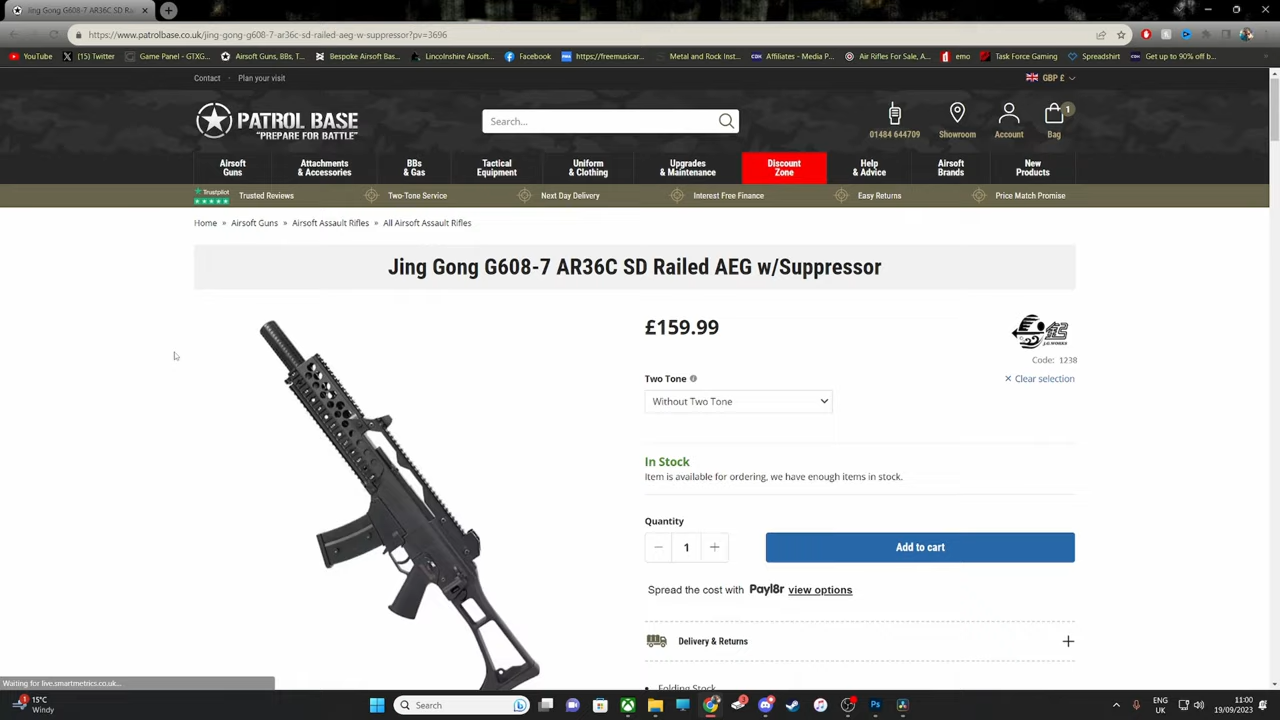 Jing Gong G608-7 AR36C SD Ra
https://www.patrolbase.co.uk/jing-gong-g608-7-ar36c-sd-railed-aeg-w-suppressor?pv=3696
YouTube
(15) Twitter
Game Panel - GTXG...
Airsoft Guns, BBs, T...
Bespoke Airsoft Bas...
Lincolnshire Airsoft...
Facebook
https://freemusicar...
Metal and Rock Inst...
Affiliates - Media P...
Air Rifles For Sale, A...
emo
Task Force Gaming
Spreadshirt
Get up to 90% off b...
Contact
Plan your visit
GBP £
PATROL BASE
"PREPARE FOR BATTLE"
Search...
01484 644709
Showroom
Account
1
Bag
Airsoft
Guns
Attachments
& Accessories
BBs
& Gas
Tactical
Equipment
Uniform
& Clothing
Upgrades
& Maintenance
Discount
Zone
Help
& Advice
Airsoft
Brands
New
Products
Trustpilot
Trusted Reviews
Two-Tone Service
Next Day Delivery
Interest Free Finance
Easy Returns
Price Match Promise
Home » Airsoft Guns » Airsoft Assault Rifles » All Airsoft Assault Rifles
Jing Gong G608-7 AR36C SD Railed AEG w/Suppressor
£159.99
Code: 1238
Two Tone
× Clear selection
Without Two Tone
In Stock
Item is available for ordering, we have enough items in stock.
Quantity
− 1 +
Add to cart
Spread the cost with Payl8r view options
Delivery & Returns
+
• Folding Stock
Waiting for live.smartmetrics.co.uk...
15°C
Windy
Search
ENG
UK
11:00
19/09/2023